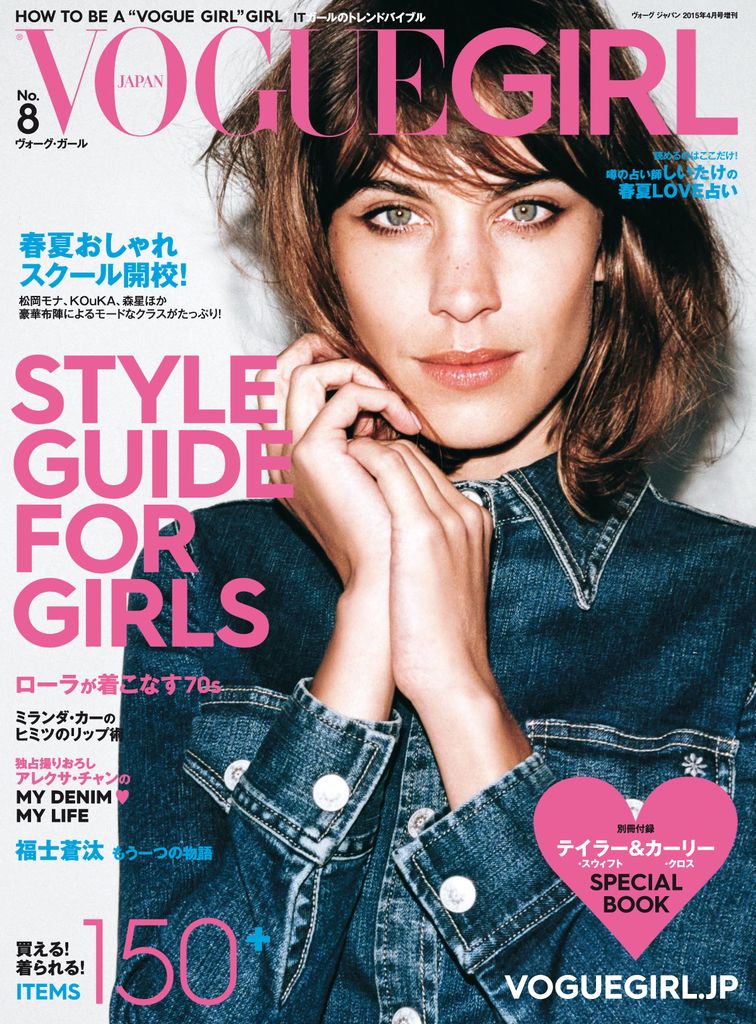 HOW TO BE A “VOGUE GIRL” GIRL ITガールのトレンドバイブル
ヴォーグ ジャパン 2015年4月号増刊
VOGUEGIRL
®
JAPAN
No.
8
ヴォーグ・ガール
読めるのはここだけ!
噂の占い師しいたけの
春夏LOVE占い
春夏おしゃれ
スクール開校!
松岡モナ、KOuKA、森星ほか
豪華布陣によるモードなクラスがたっぷり!
STYLE
GUIDE
FOR
GIRLS
ローラが着こなす70s
ミランダ・カーの
ヒミツのリップ術
独占撮りおろし
アレクサ・チャンの
MY DENIM♥
MY LIFE
福士蒼汰 もう一つの物語
買える!
着られる!
ITEMS
150+
別冊付録
テイラー&カーリー
・スウィフト ・クロス
SPECIAL
BOOK
VOGUEGIRL.JP